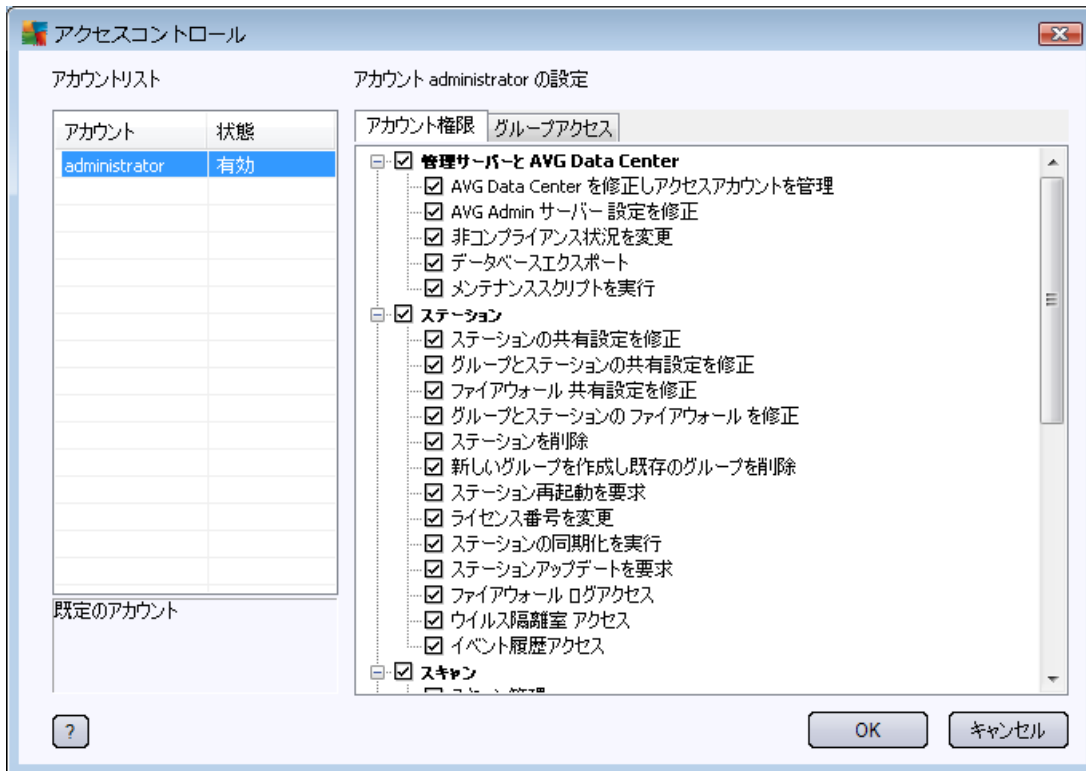 アクセスコントロール
アカウントリスト
アカウント administrator の設定
アカウント 状態
administrator 有効
既定のアカウント
アカウント権限 グループアクセス
管理サーバーと AVG Data Center
AVG Data Center を修正しアクセスアカウントを管理
AVG Admin サーバー 設定を修正
非コンプライアンス状況を変更
データベースエクスポート
メンテナンススクリプトを実行
ステーション
ステーションの共有設定を修正
グループとステーションの共有設定を修正
ファイアウォール 共有設定を修正
グループとステーションの ファイアウォール を修正
ステーションを削除
新しいグループを作成し既存のグループを削除
ステーション再起動を要求
ライセンス番号を変更
ステーションの同期化を実行
ステーションアップデートを要求
ファイアウォール ログアクセス
ウイルス隔離室 アクセス
イベント履歴アクセス
スキャン
?
OK
キャンセル